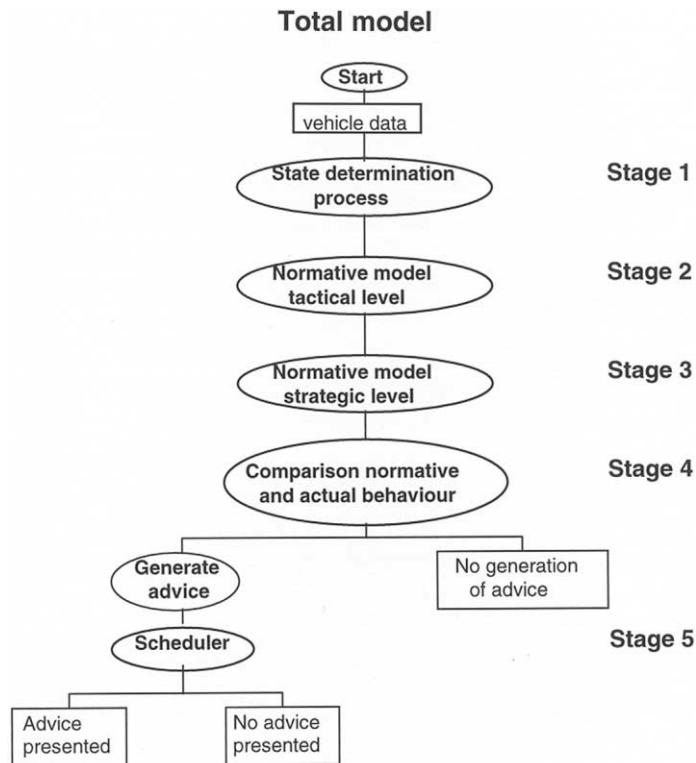 Total model
Start
vehicle data
State determination
process
Stage 1
Normative model
tactical level
Stage 2
Normative model
strategic level
Stage 3
Comparison normative
and actual behaviour
Stage 4
Generate
advice
No generation
of advice
Scheduler
Stage 5
Advice
presented
No advice
presented